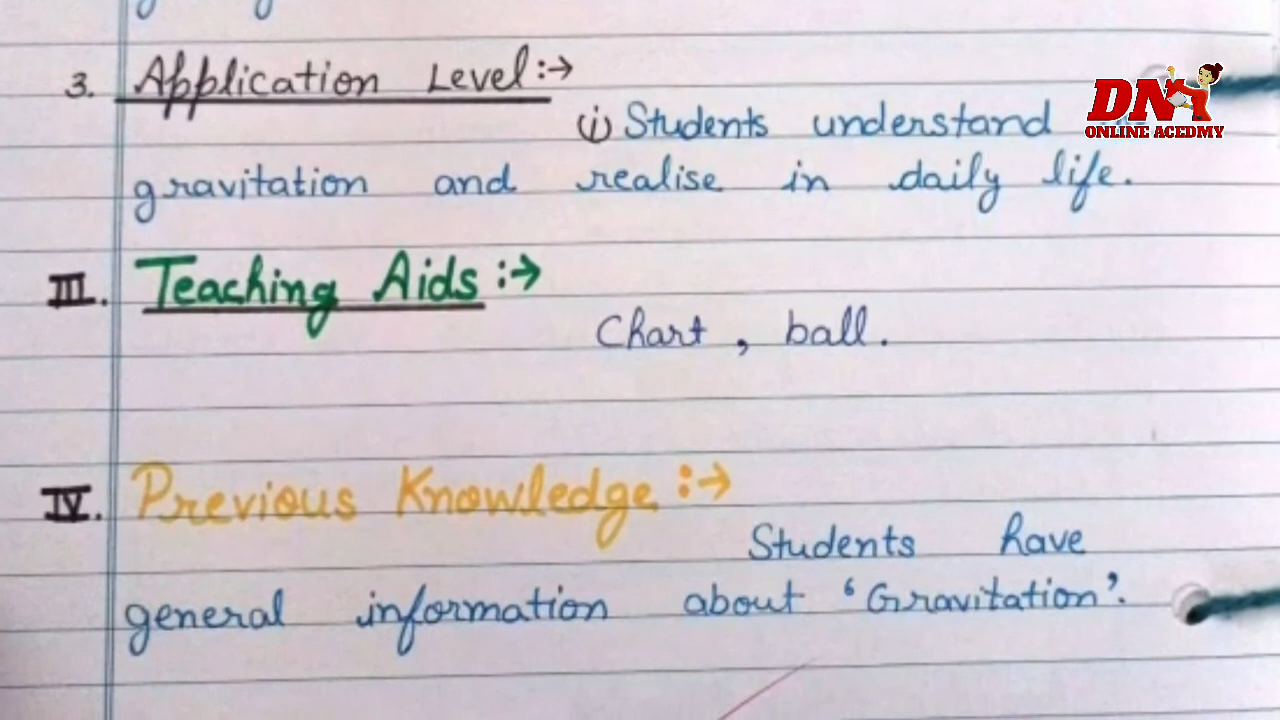 3. Application Level:→
(i) Students understand
gravitation and realise in daily life.
III. Teaching Aids :→
Chart, ball.
IV. Previous Knowledge :→
Students have
general information about 'Gravitation'.
DM
ONLINE ACEDMY